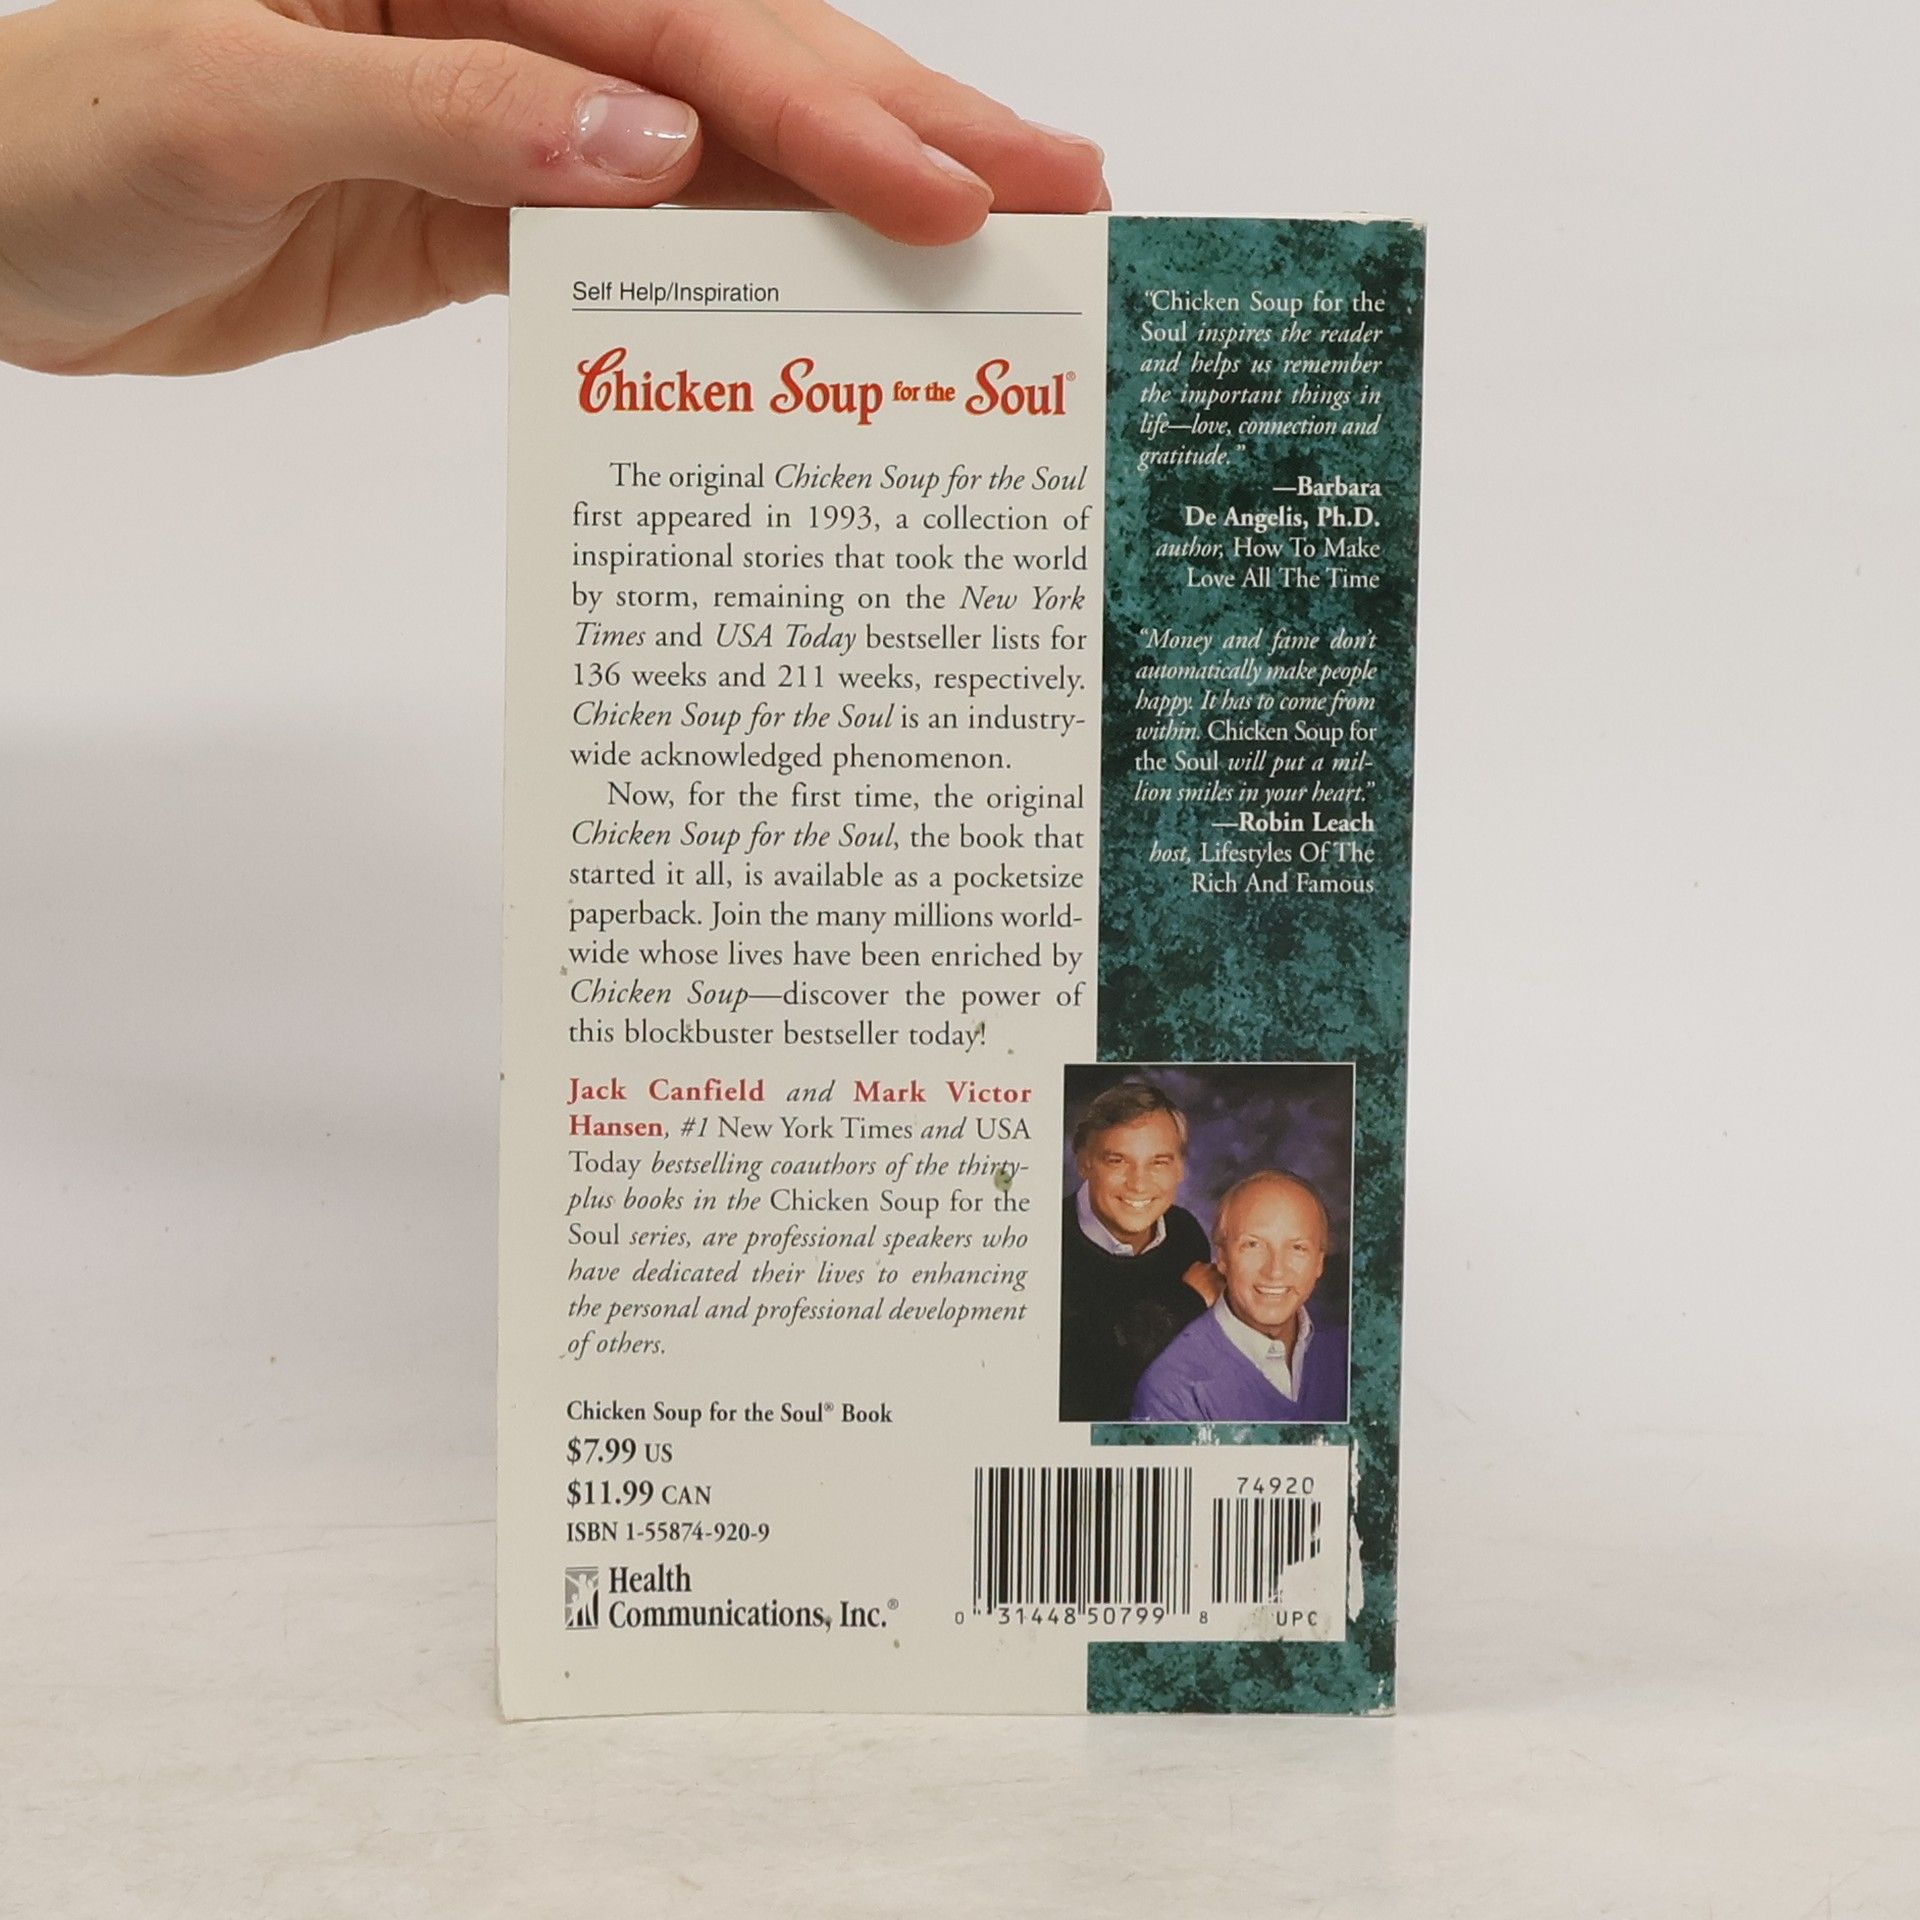 Self Help/Inspiration
Chicken Soup for the Soul®
The original Chicken Soup for the Soul
first appeared in 1993, a collection of
inspirational stories that took the world
by storm, remaining on the New York
Times and USA Today bestseller lists for
136 weeks and 211 weeks, respectively.
Chicken Soup for the Soul is an industry-
wide acknowledged phenomenon.
Now, for the first time, the original
Chicken Soup for the Soul, the book that
started it all, is available as a pocketsize
paperback. Join the many millions world-
wide whose lives have been enriched by
Chicken Soup—discover the power of
this blockbuster bestseller today!
Jack Canfield and Mark Victor
Hansen, #1 New York Times and USA
Today bestselling coauthors of the thirty-
plus books in the Chicken Soup for the
Soul series, are professional speakers who
have dedicated their lives to enhancing
the personal and professional development
of others.
Chicken Soup for the Soul® Book
$7.99 US
$11.99 CAN
ISBN 1-55874-920-9
Health
Communications, Inc.®
"Chicken Soup for the
Soul inspires the reader
and helps us remember
the important things in
life—love, connection and
gratitude."
—Barbara
De Angelis, Ph.D.
author, How To Make
Love All The Time
"Money and fame don't
automatically make people
happy. It has to come from
within. Chicken Soup for
the Soul will put a mil-
lion smiles in your heart."
—Robin Leach
host, Lifestyles Of The
Rich And Famous
74920
0 31448 50799 8 UPC